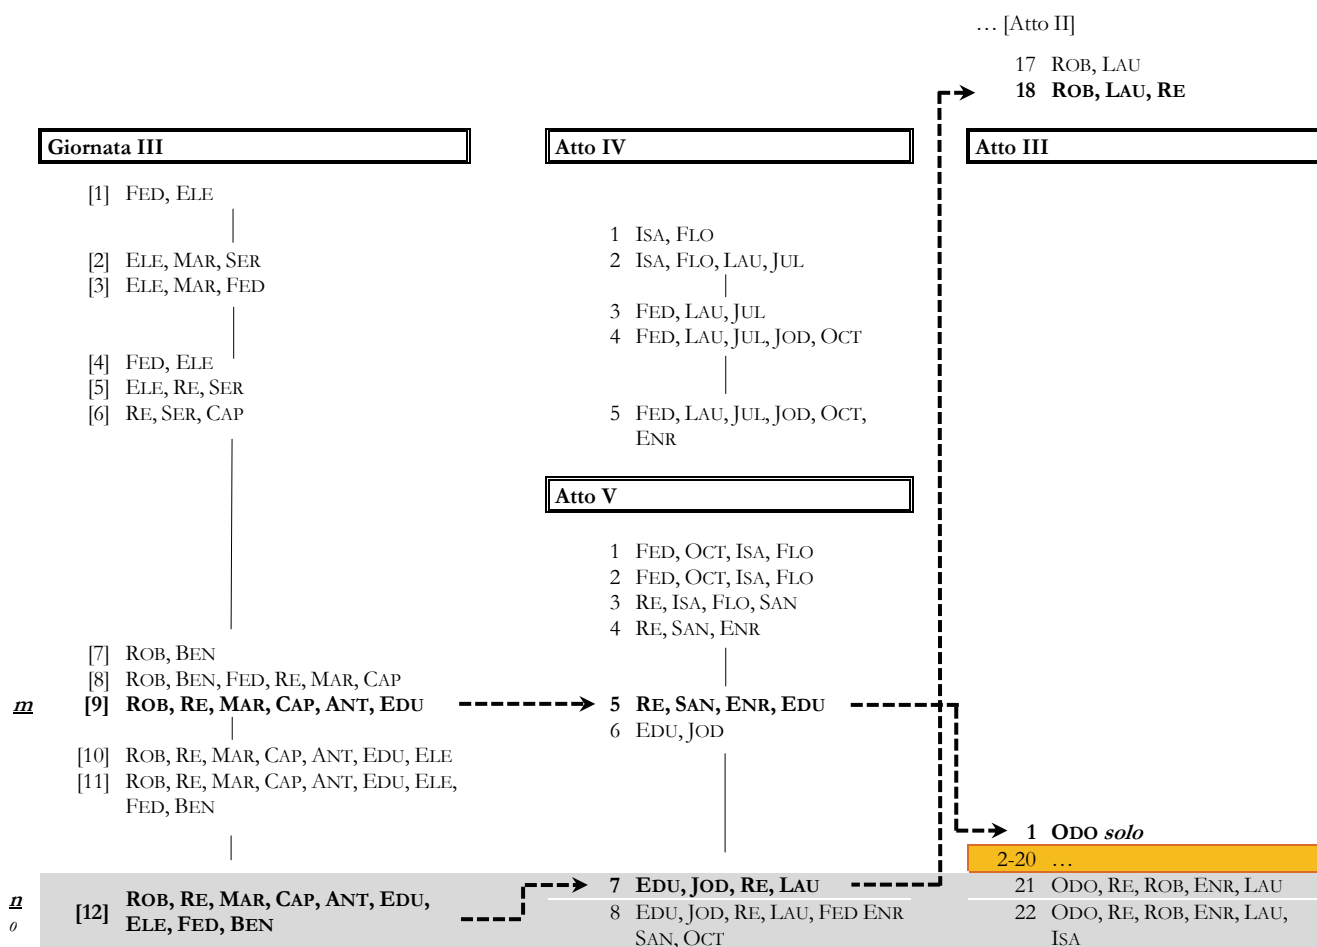 … [Atto II]
17 ROB, LAU
18 ROB, LAU, RE
Giornata III
[1] FED, ELE
[2] ELE, MAR, SER
[3] ELE, MAR, FED
[4] FED, ELE
[5] ELE, RE, SER
[6] RE, SER, CAP
[7] ROB, BEN
[8] ROB, BEN, FED, RE, MAR, CAP
m [9] ROB, RE, MAR, CAP, ANT, EDU
[10] ROB, RE, MAR, CAP, ANT, EDU, ELE
[11] ROB, RE, MAR, CAP, ANT, EDU, ELE,
FED, BEN
n
0
[12] ROB, RE, MAR, CAP, ANT, EDU,
ELE, FED, BEN
Atto IV
1 ISA, FLO
2 ISA, FLO, LAU, JUL
3 FED, LAU, JUL
4 FED, LAU, JUL, JOD, OCT
5 FED, LAU, JUL, JOD, OCT,
ENR
Atto V
1 FED, OCT, ISA, FLO
2 FED, OCT, ISA, FLO
3 RE, ISA, FLO, SAN
4 RE, SAN, ENR
5 RE, SAN, ENR, EDU
6 EDU, JOD
7 EDU, JOD, RE, LAU
8 EDU, JOD, RE, LAU, FED ENR
SAN, OCT
Atto III
1 ODO solo
2-20 …
21 ODO, RE, ROB, ENR, LAU
22 ODO, RE, ROB, ENR, LAU,
ISA